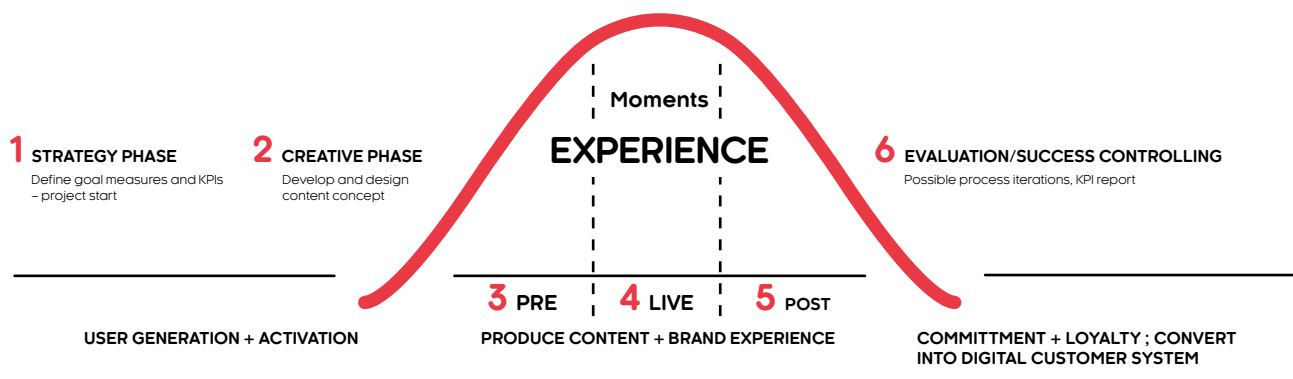 Moments
EXPERIENCE
1 STRATEGY PHASE
Define goal measures and KPIs
– project start
2 CREATIVE PHASE
Develop and design
content concept
6 EVALUATION/SUCCESS CONTROLLING
Possible process iterations, KPI report
3 PRE
4 LIVE
5 POST
USER GENERATION + ACTIVATION
PRODUCE CONTENT + BRAND EXPERIENCE
COMMITTMENT + LOYALTY ; CONVERT
INTO DIGITAL CUSTOMER SYSTEM